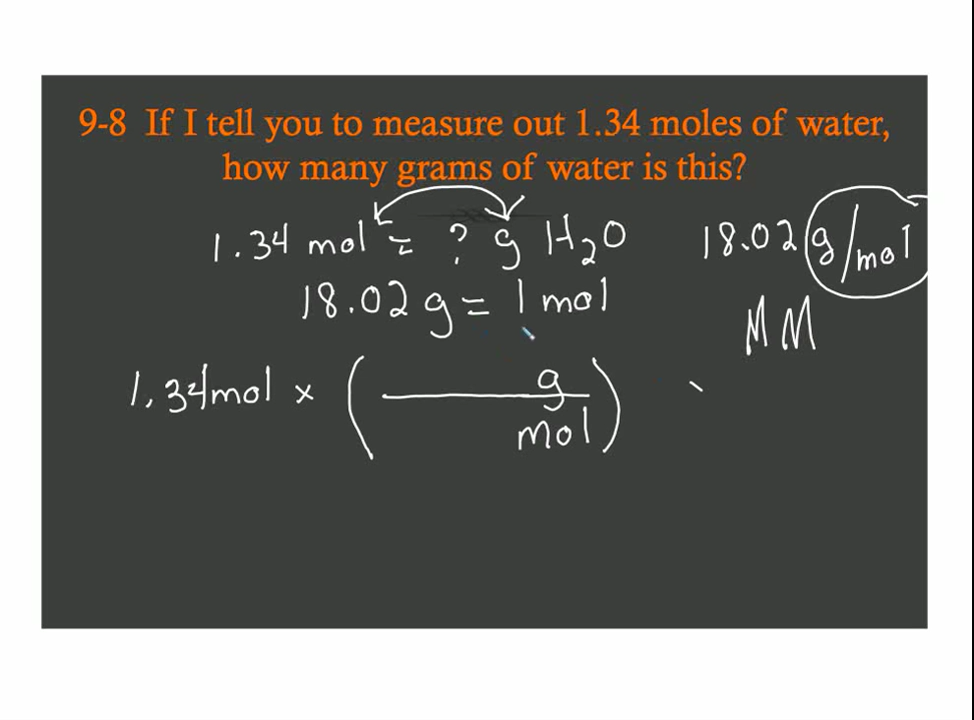 9-8 If I tell you to measure out 1.34 moles of water,
how many grams of water is this?
1.34 mol = ? g H₂O 18.02 g/mol
18.02 g = 1 mol
MM
1.34mol x ( g
mol )